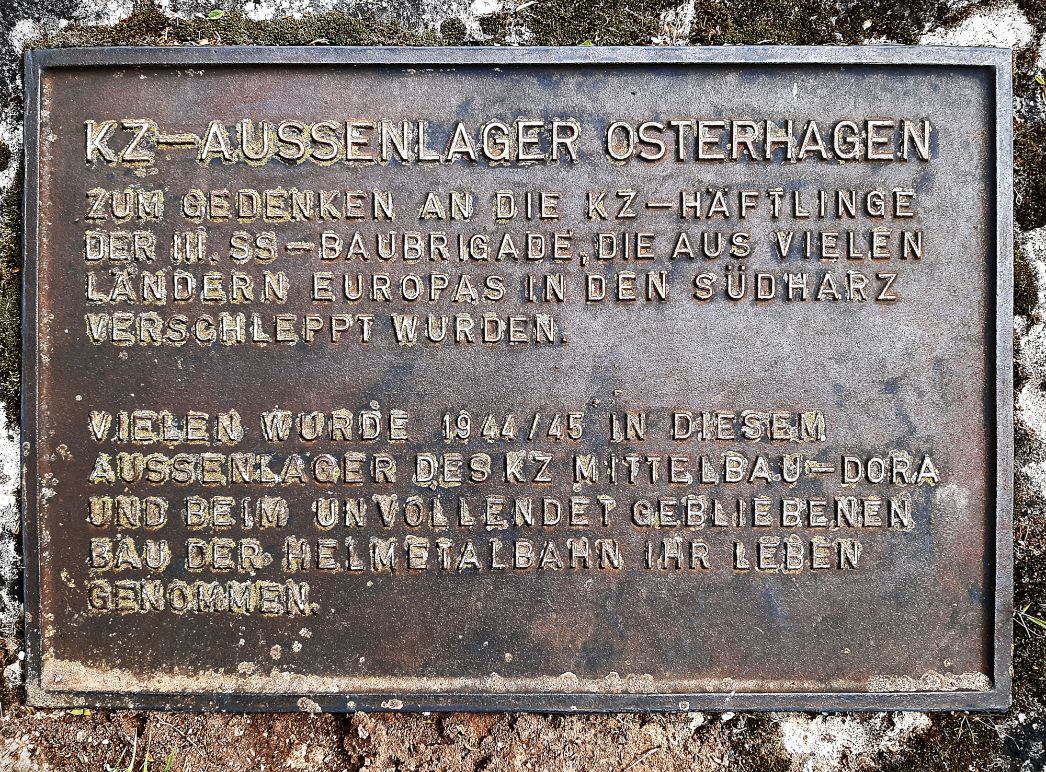 KZ-AUSSENLAGER OSTERHAGEN
ZUM GEDENKEN AN DIE KZ-HÄFTLINGE
DER III. SS-BAUBRIGADE, DIE AUS VIELEN
LÄNDERN EUROPAS IN DEN SÜDHARZ
VERSCHLEPPT WURDEN.
VIELEN WURDE 1944/45 IN DIESEM
AUSSENLAGER DES KZ MITTELBAU-DORA
UND BEIM UNVOLLENDET GEBLIEBENEN
BAU DER HELMETALBAHN IHR LEBEN
GENOMMEN.